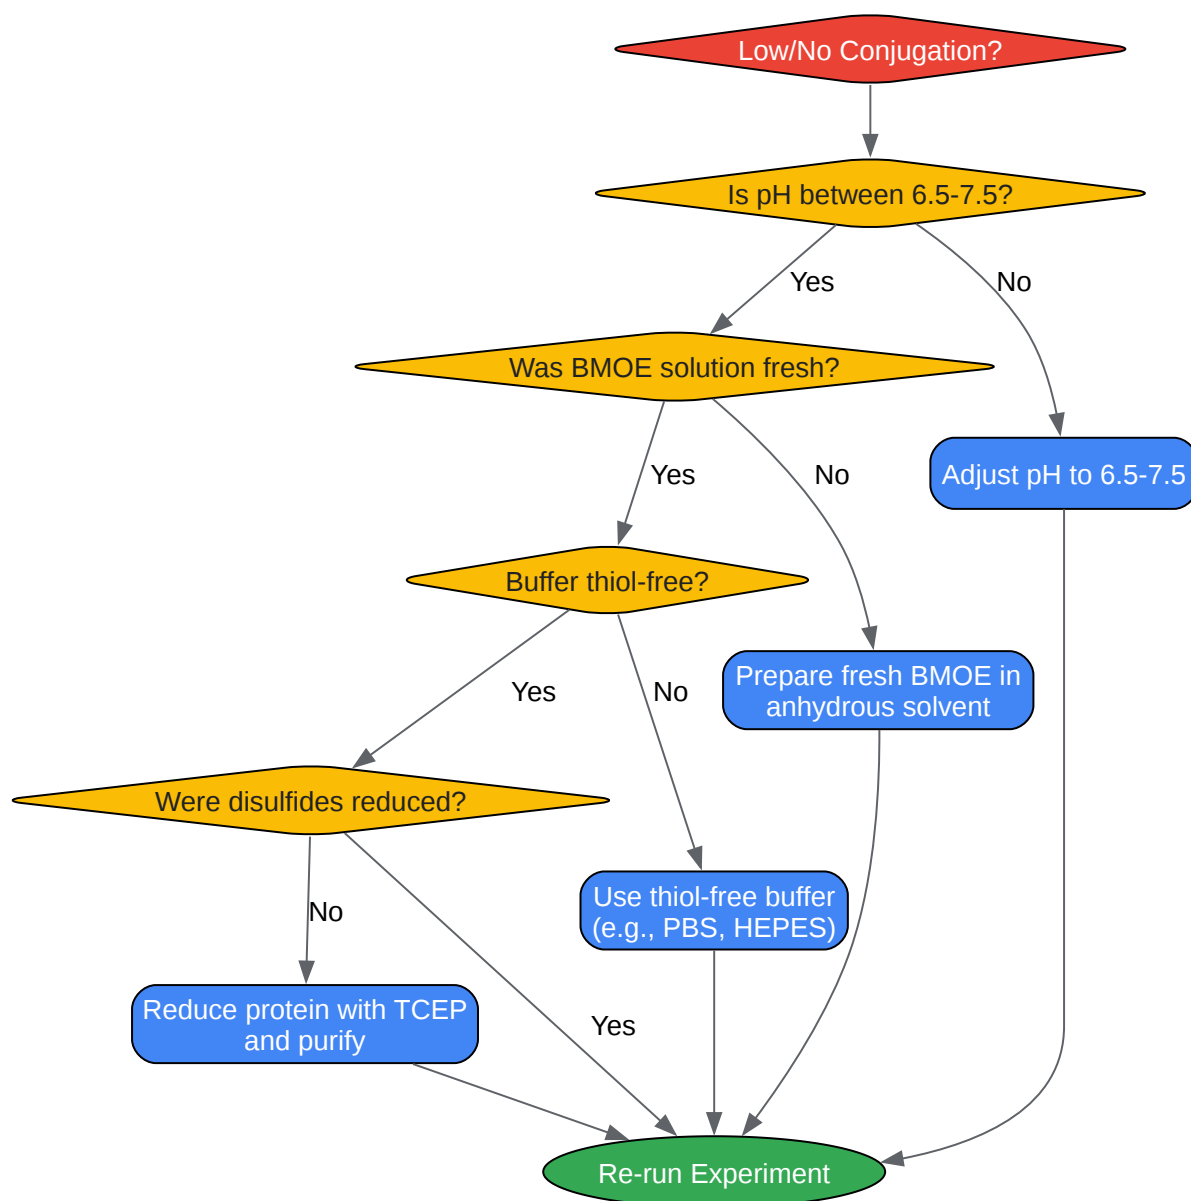 Low/No Conjugation?
Is pH between 6.5-7.5?
Yes
No
Was BMOE solution fresh?
Yes
No
Adjust pH to 6.5-7.5
Buffer thiol-free?
Yes
No
Prepare fresh BMOE in
anhydrous solvent
Were disulfides reduced?
No
Use thiol-free buffer
(e.g., PBS, HEPES)
Reduce protein with TCEP
and purify
Yes
Re-run Experiment